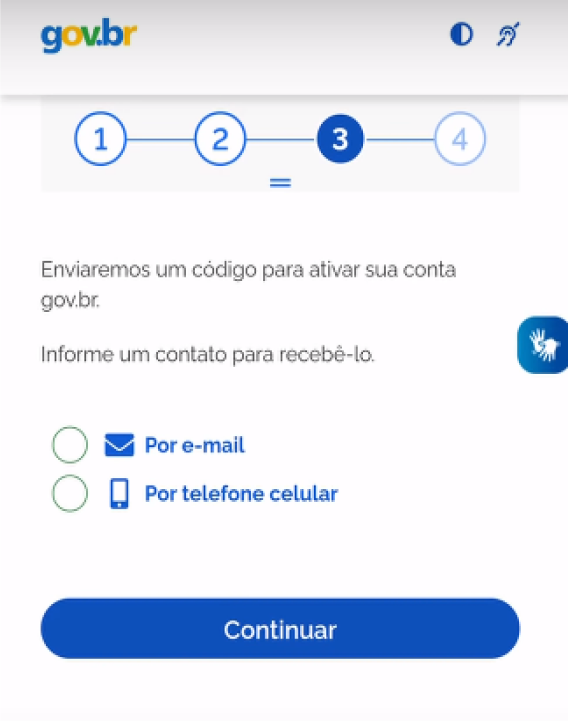 gov.br
1 2 3 4
Enviaremos um código para ativar sua conta
gov.br.
Informe um contato para recebê-lo.
Por e-mail
Por telefone celular
Continuar